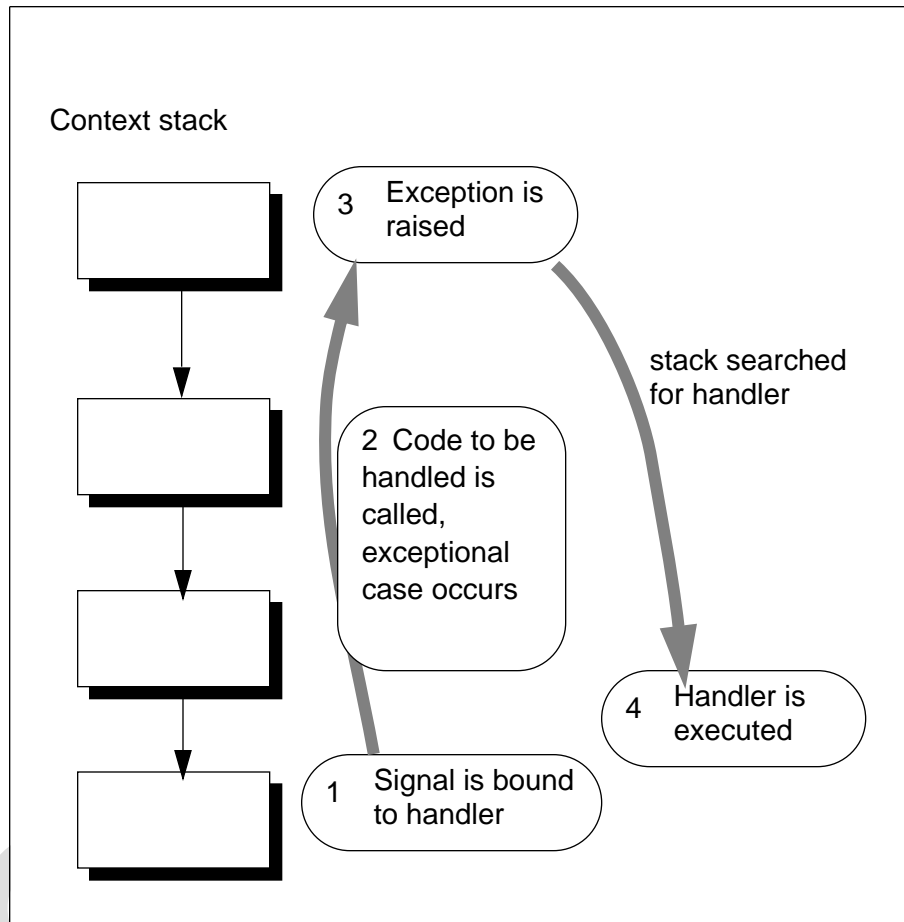 Context stack
3 Exception is
raised
stack searched
for handler
2 Code to be
handled is
called,
exceptional
case occurs
4 Handler is
executed
1 Signal is bound
to handler